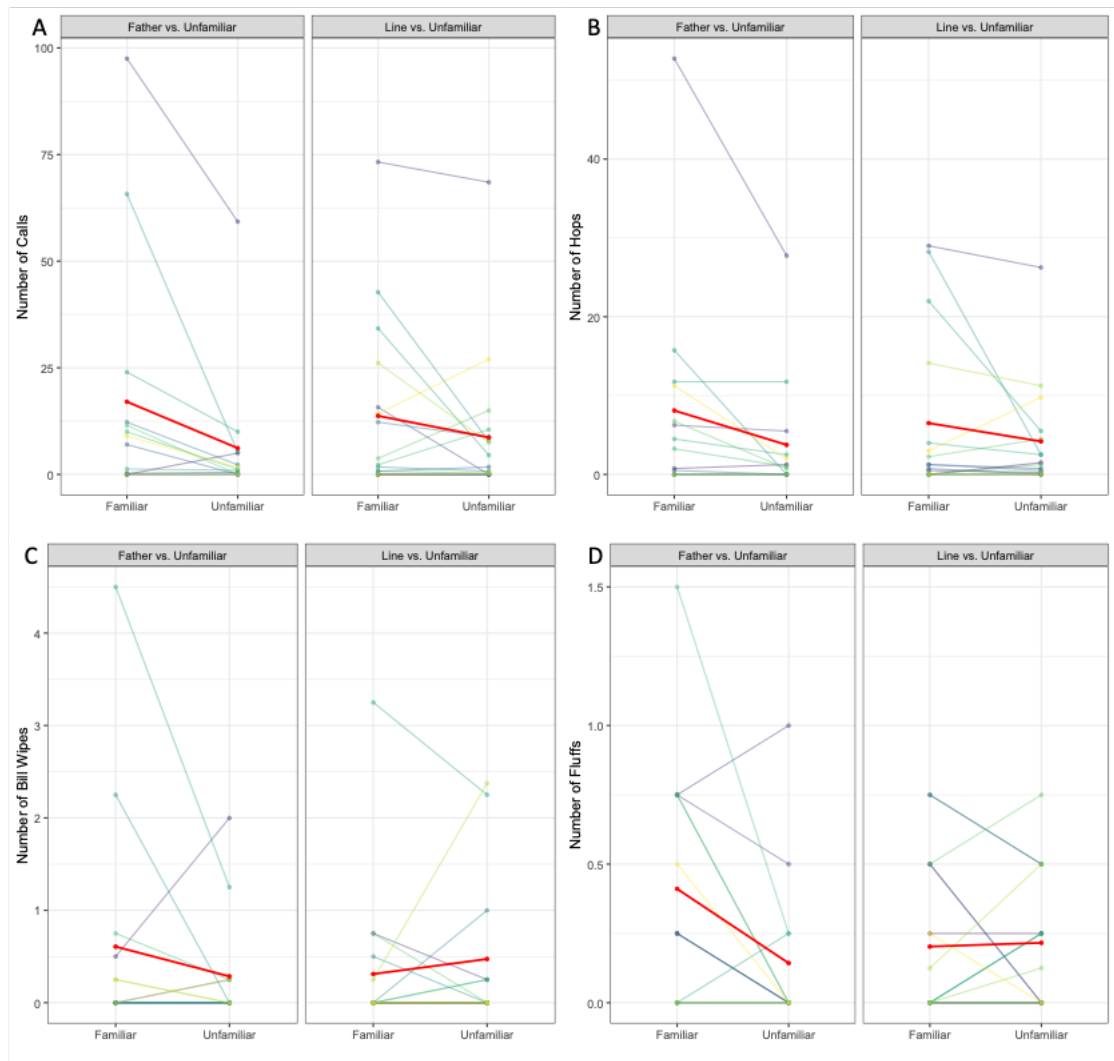 A
Father vs. Unfamiliar
Line vs. Unfamiliar
Number of Calls
100
75
50
25
0
Familiar
Unfamiliar
Familiar
Unfamiliar
B
Father vs. Unfamiliar
Line vs. Unfamiliar
Number of Hops
40
20
0
Familiar
Unfamiliar
Familiar
Unfamiliar
C
Father vs. Unfamiliar
Line vs. Unfamiliar
Number of Bill Wipes
4
3
2
1
0
Familiar
Unfamiliar
Familiar
Unfamiliar
D
Father vs. Unfamiliar
Line vs. Unfamiliar
Number of Fluffs
1.5
1.0
0.5
0.0
Familiar
Unfamiliar
Familiar
Unfamiliar